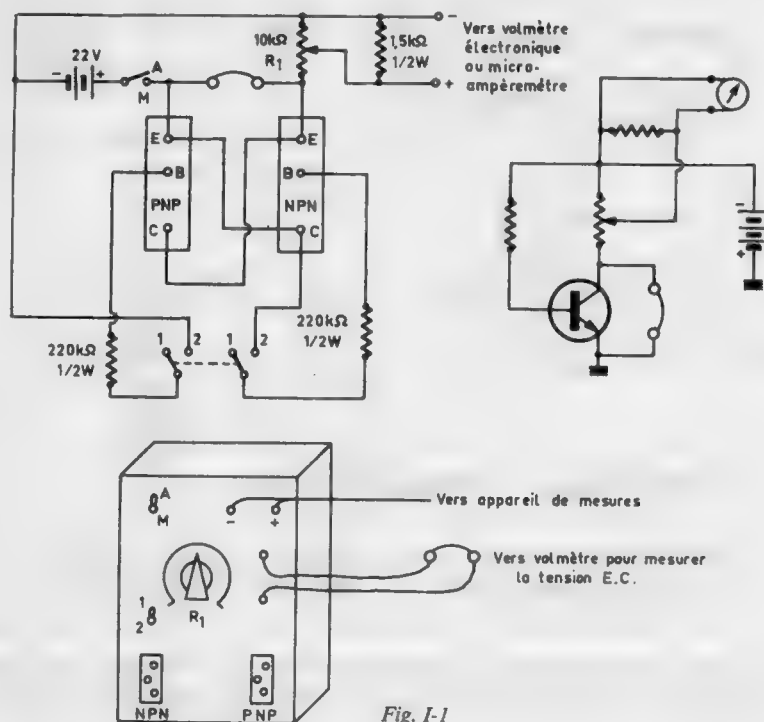 10kΩ
R1
1,5kΩ
1/2W
-
+
Vers volmètre
électronique
ou micro-
ampèremétre
22V
-
+
A
M
E
B
PNP
C
E
B
NPN
C
220kΩ
1/2W
1
2
1
2
220kΩ
1/2W
-
+
A
M
-
+
Vers appareil de mesures
Vers volmètre pour mesurer
la tension E.C.
1
2
R1
NPN
PNP
Fig. I-1